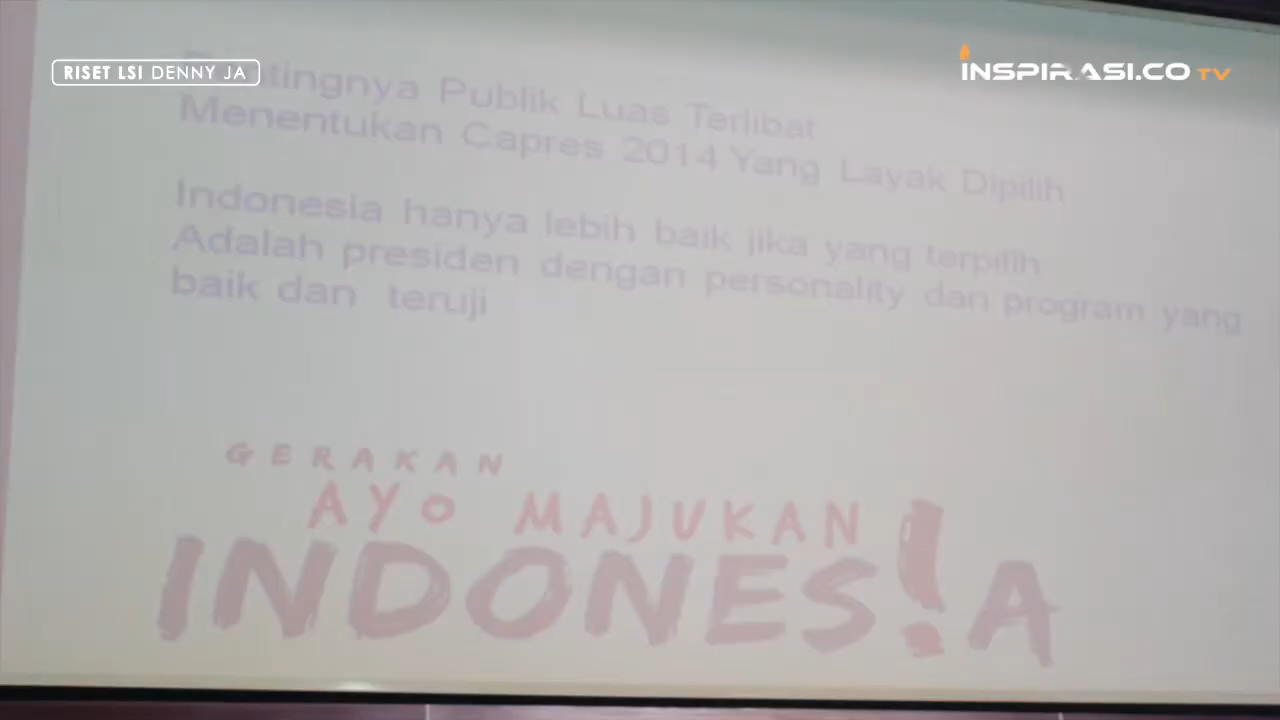 RISET LSI DENNY JA
INSPIRASI.CO TV
Pentingnya Publik Luas Terlibat
Menentukan Capres 2014 Yang Layak Dipilih
Indonesia hanya lebih baik jika yang terpilih
Adalah presiden dengan personality dan program yang
baik dan teruji
GERAKAN
AYO MAJUKAN
INDONES!A